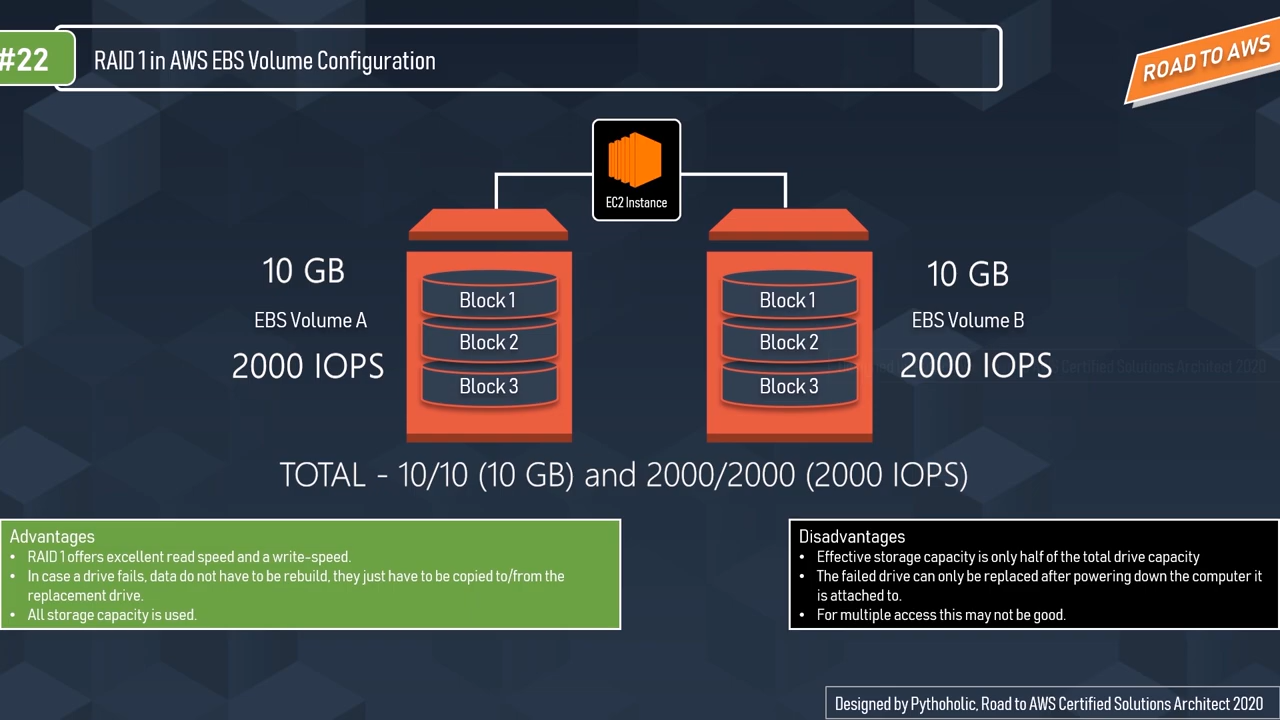 #22
RAID 1 in AWS EBS Volume Configuration
ROAD TO AWS
EC2 Instance
10 GB
EBS Volume A
2000 IOPS
Block 1
Block 2
Block 3
Block 1
Block 2
Block 3
10 GB
EBS Volume B
2000 IOPS
Certified Solutions Architect 2020
TOTAL - 10/10 (10 GB) and 2000/2000 (2000 IOPS)
Advantages
• RAID 1 offers excellent read speed and a write-speed.
• In case a drive fails, data do not have to be rebuild, they just have to be copied to/from the
replacement drive.
• All storage capacity is used.
Disadvantages
• Effective storage capacity is only half of the total drive capacity
• The failed drive can only be replaced after powering down the computer it
is attached to.
• For multiple access this may not be good.
Designed by Pythoholic, Road to AWS Certified Solutions Architect 2020